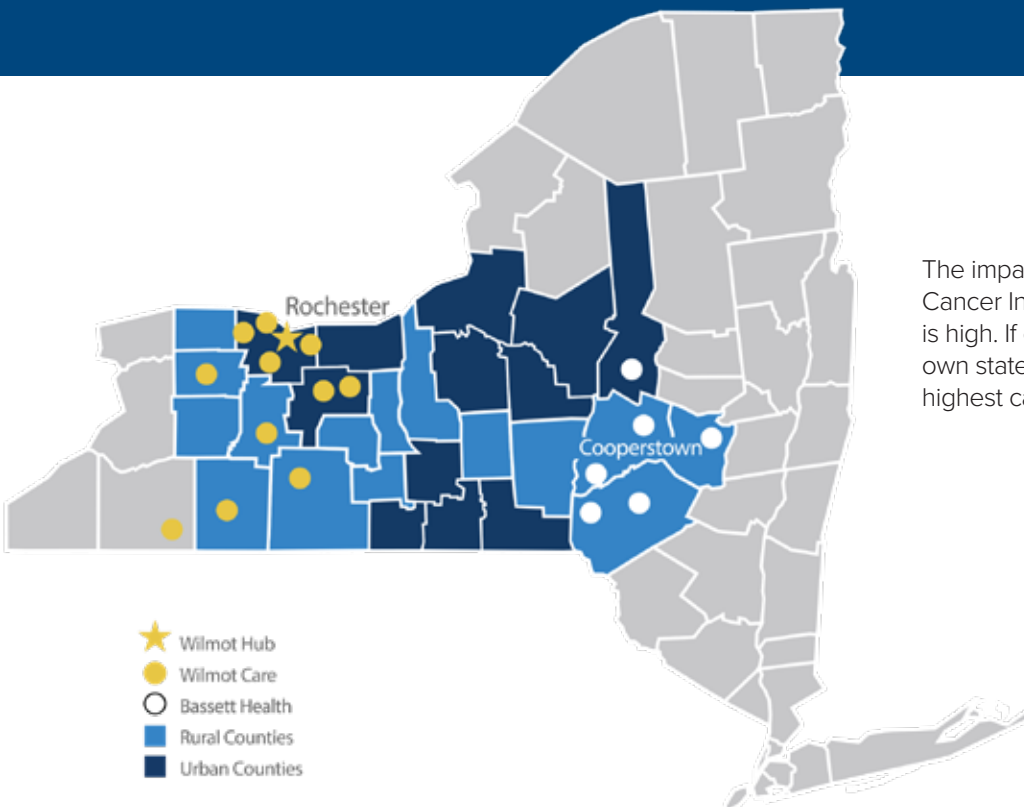 Rochester
The impa
Cancer In
is high. If
own state
highest ca
Cooperstown
Wilmot Hub
Wilmot Care
Bassett Health
Rural Counties
Urban Counties